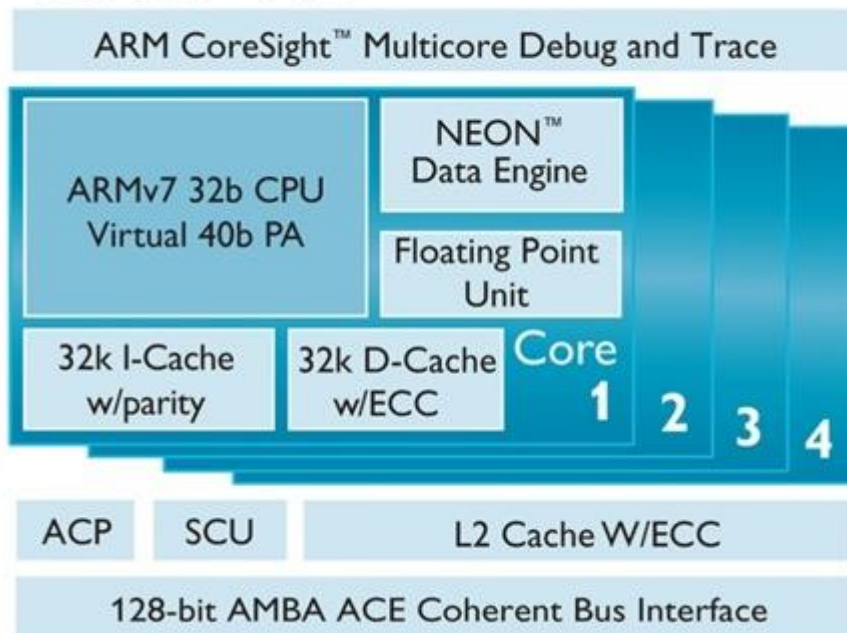 ARM CoreSight™ Multicore Debug and Trace
ARMv7 32b CPU
Virtual 40b PA
NEON™
Data Engine
Floating Point
Unit
32k I-Cache
w/parity
32k D-Cache
w/ECC
Core
1
2
3
4
ACP
SCU
L2 Cache W/ECC
128-bit AMBA ACE Coherent Bus Interface